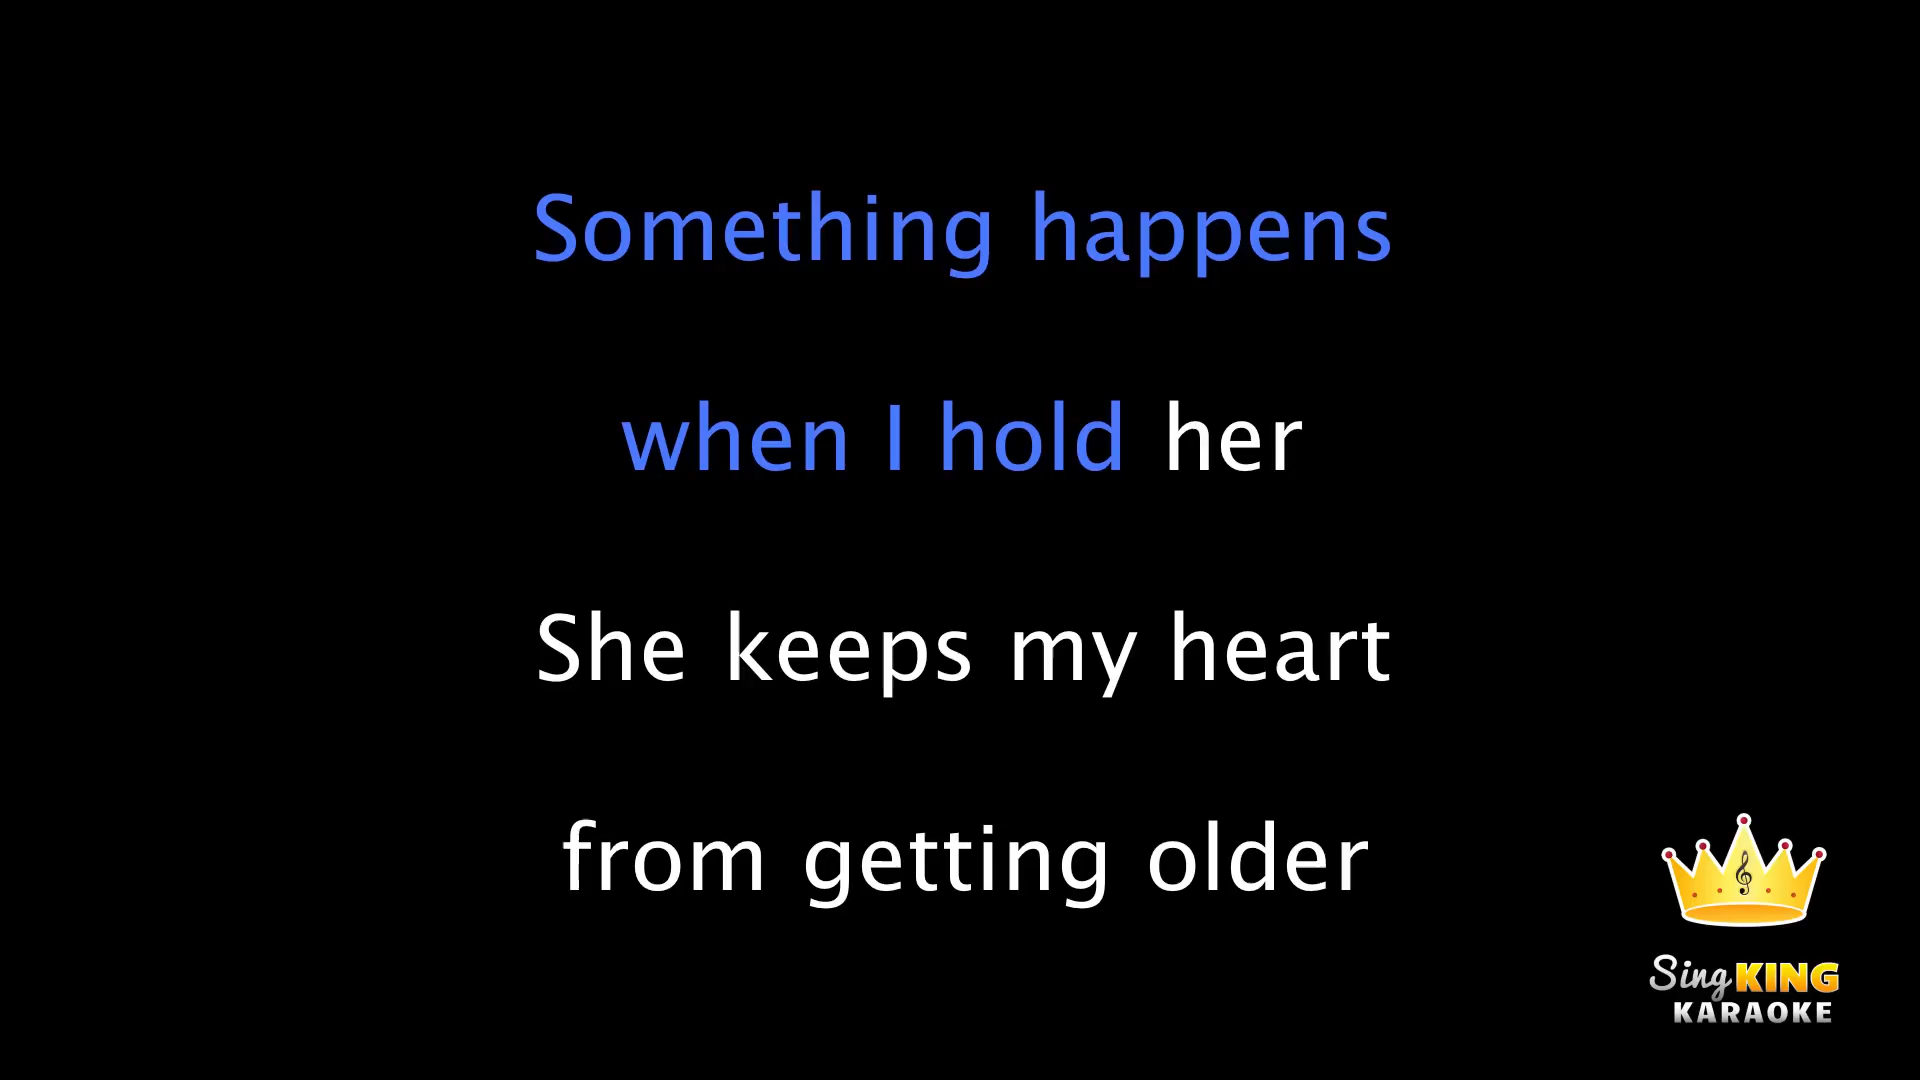 Something happens
when I hold her
She keeps my heart
from getting older
Sing KING
KARAOKE